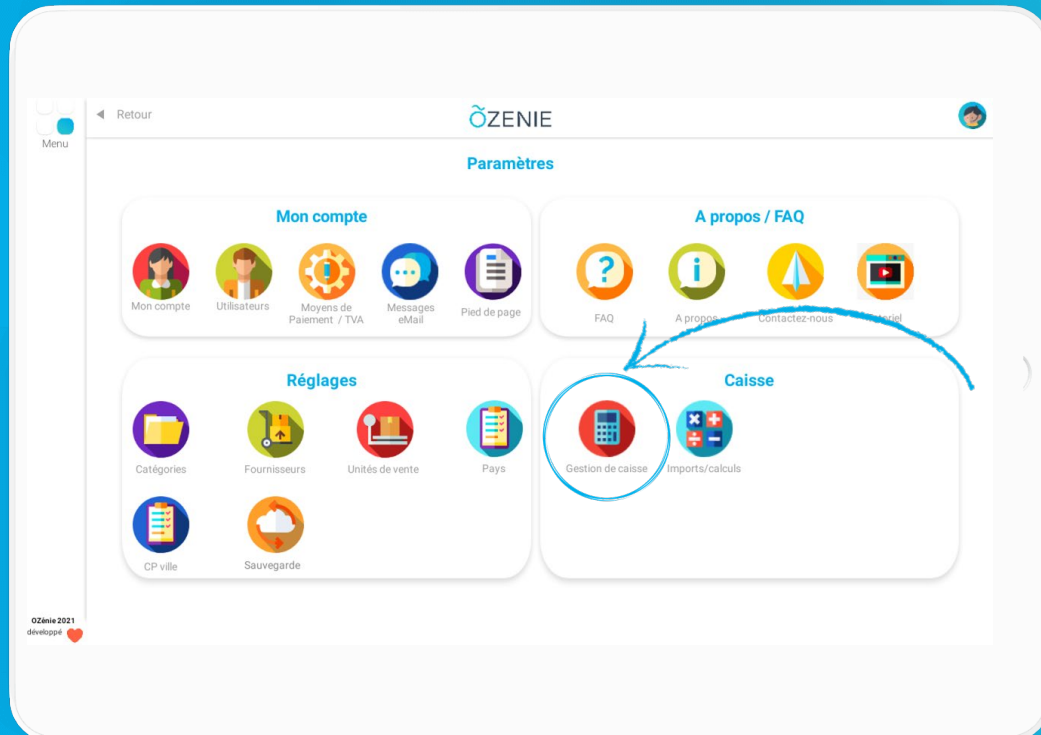 Retour
ÕZENIE
Menu
Paramètres
Mon compte
Mon compte
Utilisateurs
Moyens de
Paiement / TVA
Messages
eMail
Pied de page
A propos / FAQ
FAQ
A propos
Contactez-nous
Réglages
Catégories
Fournisseurs
Unités de vente
Pays
CP ville
Sauvegarde
Caisse
Gestion de caisse
Imports/calculs
OZénie 2021
développé